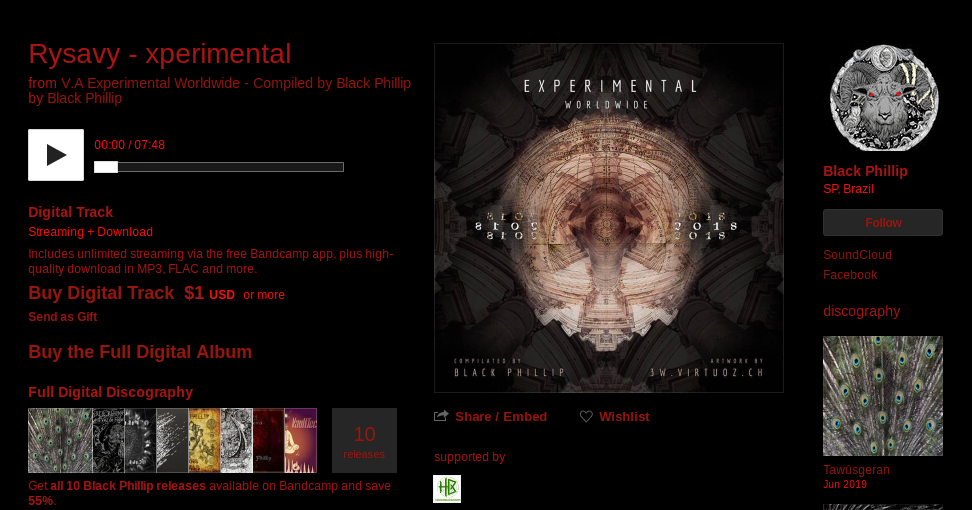 Rysavy - xperimental
from V.A Experimental Worldwide - Compiled by Black Phillip
by Black Phillip
00:00 / 07:48
Digital Track
Streaming + Download
Includes unlimited streaming via the free Bandcamp app, plus high-
quality download in MP3, FLAC and more.
Buy Digital Track $1 USD or more
Send as Gift
Buy the Full Digital Album
Full Digital Discography
10
releases
Get all 10 Black Phillip releases available on Bandcamp and save
55%.
EXPERIMENTAL
WORLDWIDE
2018
COMPILATED BY
BLACK PHILLIP
ARTWORK BY
3W.VIRTUOZ.CH
Share / Embed
Wishlist
supported by
HB
Black Phillip
SP, Brazil
Follow
SoundCloud
Facebook
discography
Tawûsgeran
Jun 2019